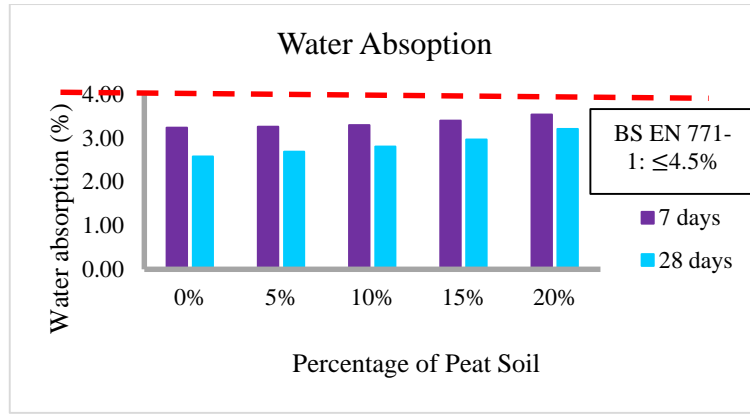 Water Absoption
Water absorption (%)
4.00
3.00
2.00
1.00
0.00
0%
5%
10%
15%
20%
Percentage of Peat Soil
BS EN 771-
1: ≤4.5%
7 days
28 days